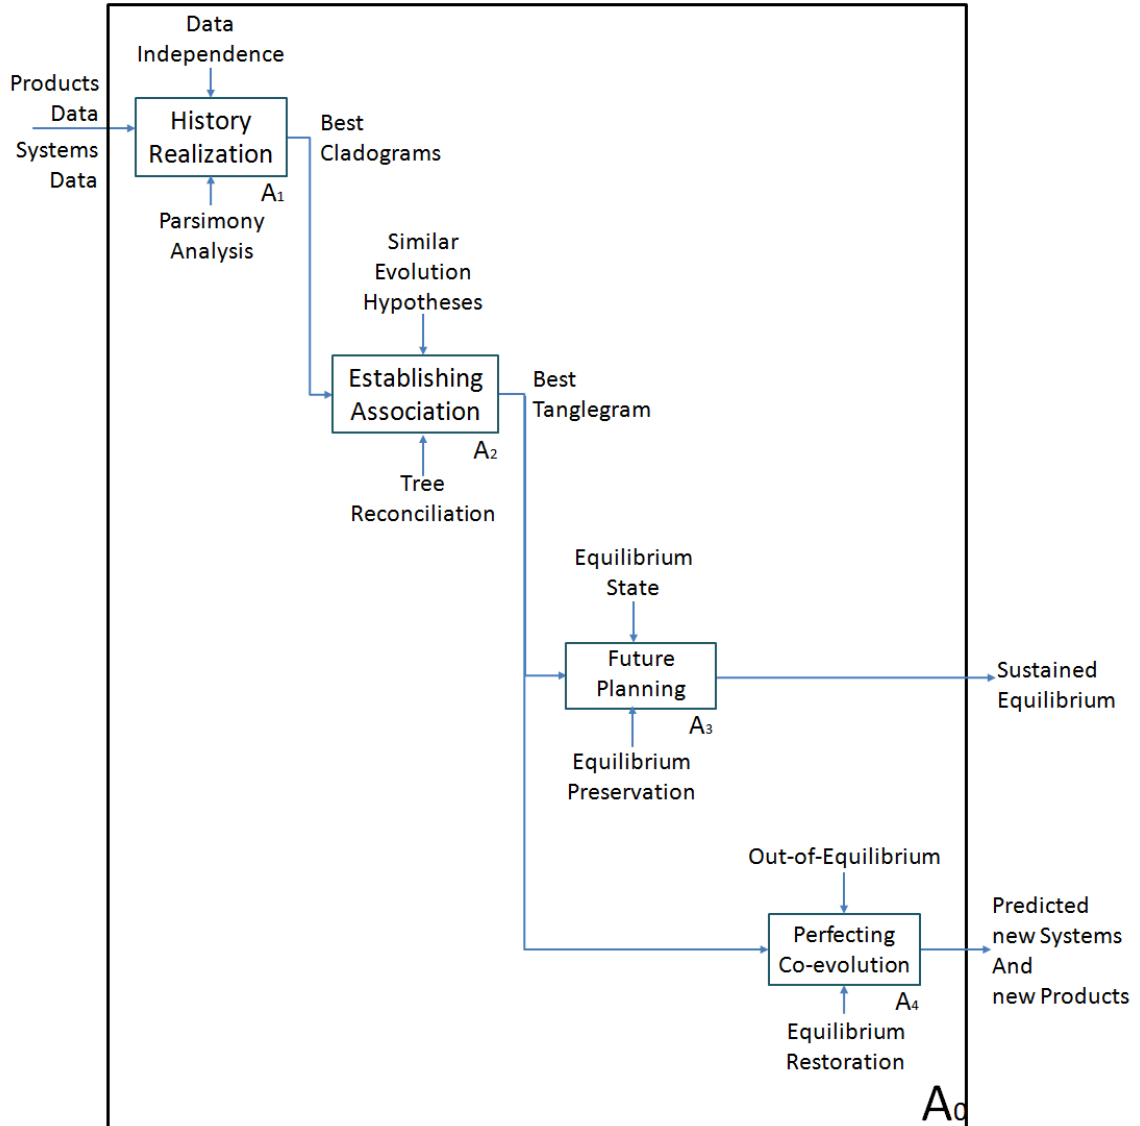 Data
Independence
Products
Data
Systems
Data
History
Realization
A1
Parsimony
Analysis
Best
Cladograms
Similar
Evolution
Hypotheses
Establishing
Association
A2
Tree
Reconciliation
Best
Tanglegram
Equilibrium
State
Future
Planning
A3
Equilibrium
Preservation
Sustained
Equilibrium
Out-of-Equilibrium
Perfecting
Co-evolution
A4
Equilibrium
Restoration
Predicted
new Systems
And
new Products
A0